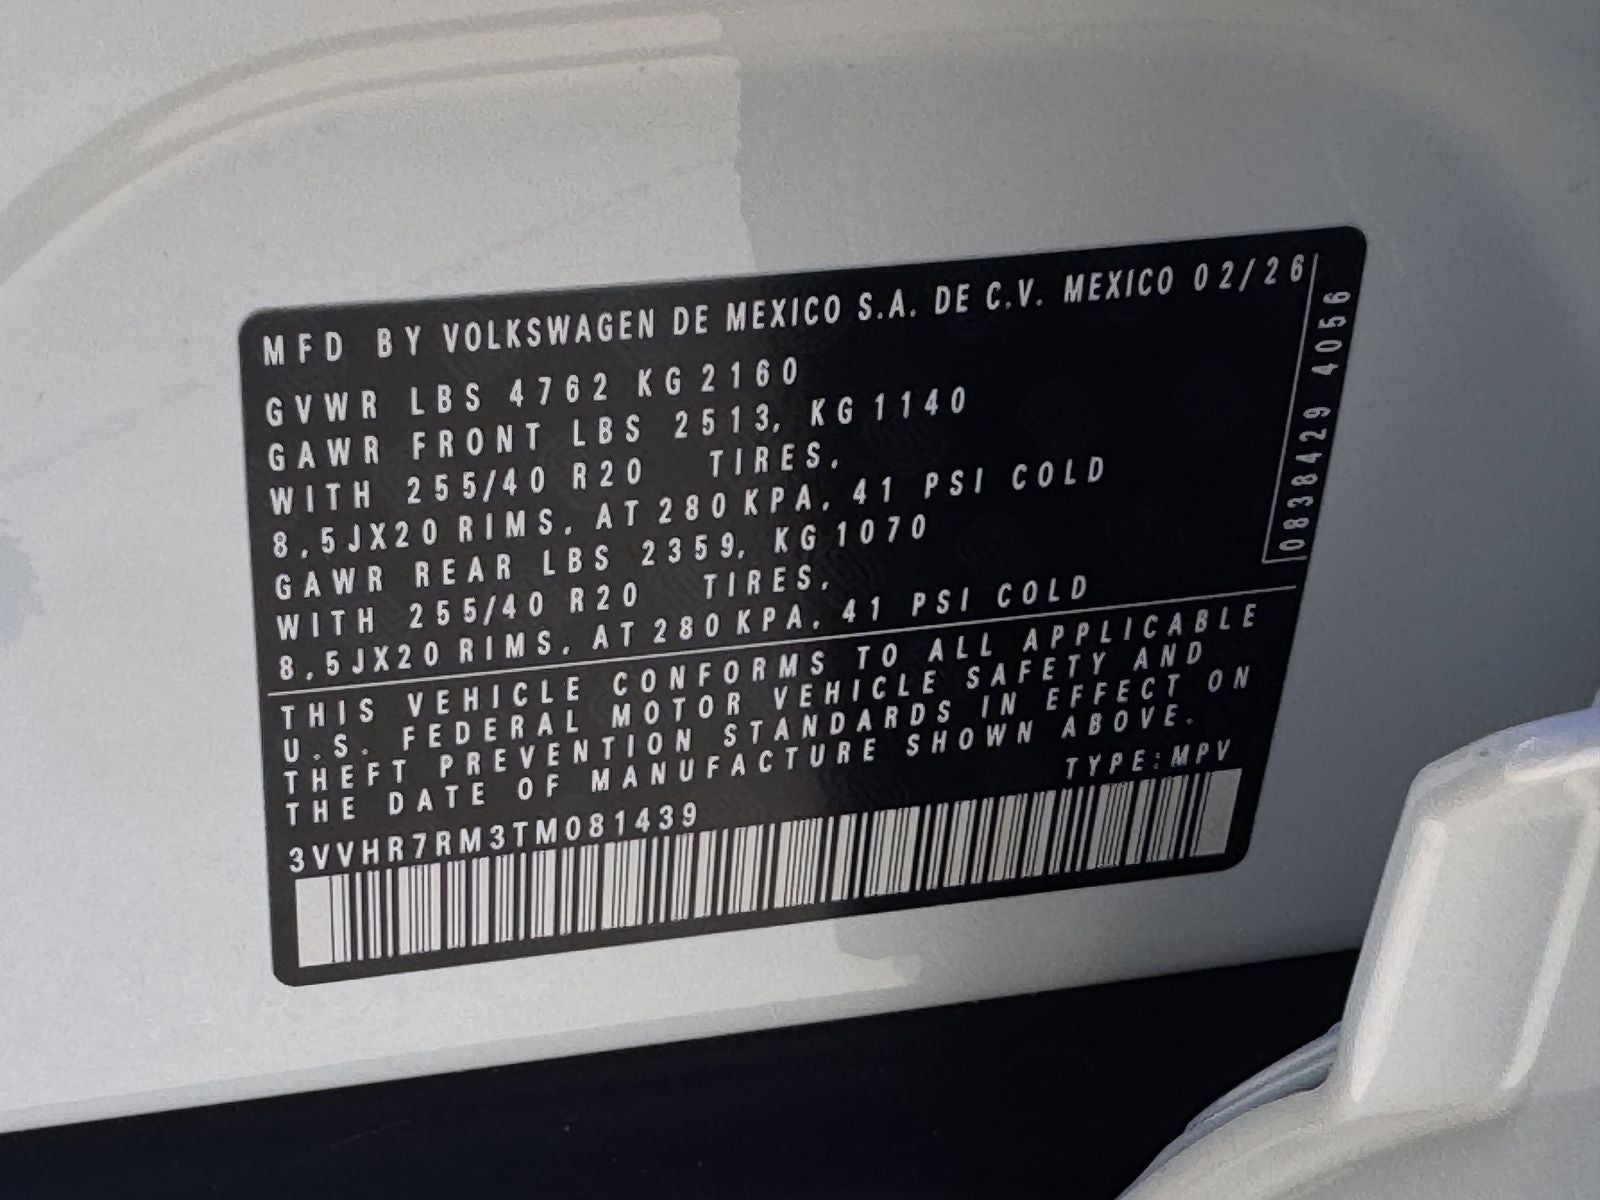 MFD BY VOLKSWAGEN DE MEXICO S.A. DE C.V. MEXICO 02/26
GVWR LBS 4762 KG 2160
GAWR FRONT LBS 2513, KG 1140
WITH 255/40 R20 TIRES,
8,5JX20 RIMS, AT 280 KPA, 41 PSI COLD
GAWR REAR LBS 2359, KG 1070
WITH 255/40 R20 TIRES,
8,5JX20 RIMS, AT 280 KPA, 41 PSI COLD
THIS VEHICLE CONFORMS TO ALL APPLICABLE
U.S. FEDERAL MOTOR VEHICLE SAFETY AND
THEFT PREVENTION STANDARDS IN EFFECT ON
THE DATE OF MANUFACTURE SHOWN ABOVE.
TYPE:MPV
3VVHR7RM3TM081439
0838429 4056